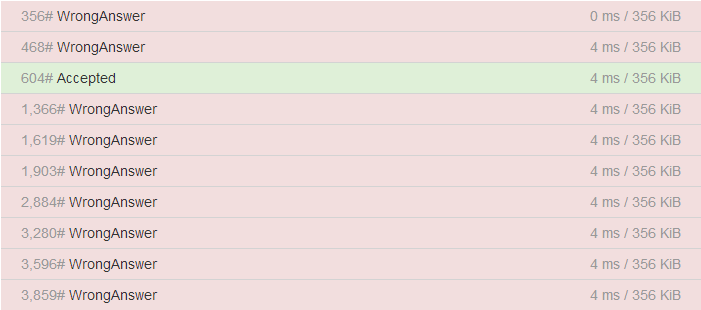 356# WrongAnswer 0 ms / 356 KiB
468# WrongAnswer 4 ms / 356 KiB
604# Accepted 4 ms / 356 KiB
1,366# WrongAnswer 4 ms / 356 KiB
1,619# WrongAnswer 4 ms / 356 KiB
1,903# WrongAnswer 4 ms / 356 KiB
2,884# WrongAnswer 4 ms / 356 KiB
3,280# WrongAnswer 4 ms / 356 KiB
3,596# WrongAnswer 4 ms / 356 KiB
3,859# WrongAnswer 4 ms / 356 KiB